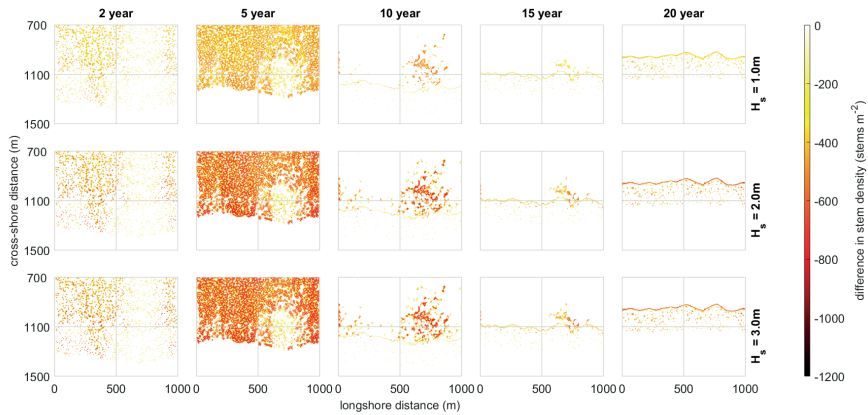 2 year 5 year 10 year 15 year 20 year
700 0
1100 H_s = 1.0m -200
1500
700 -400
1100 H_s = 2.0m -600
1500
700 -800
1100 H_s = 3.0m -1000
1500 -1200
0 500 1000 0 500 1000 0 500 1000 0 500 1000 0 500 1000
cross-shore distance (m)
longshore distance (m)
difference in stem density (stems m⁻²)